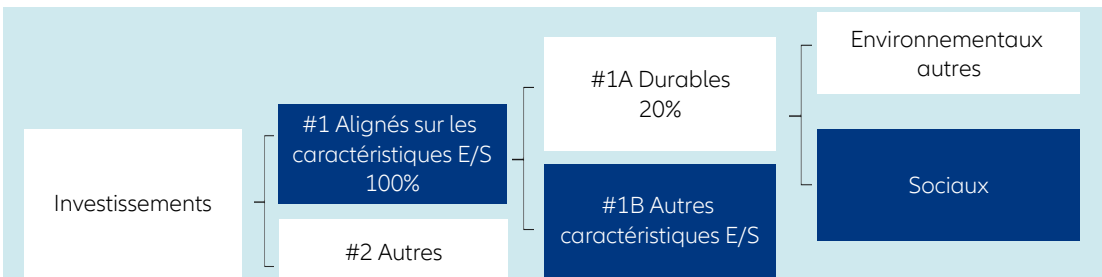 Investissements
#1 Alignés sur les
caractéristiques E/S
100%
#2 Autres
#1A Durables
20%
#1B Autres
caractéristiques E/S
Environnementaux
autres
Sociaux